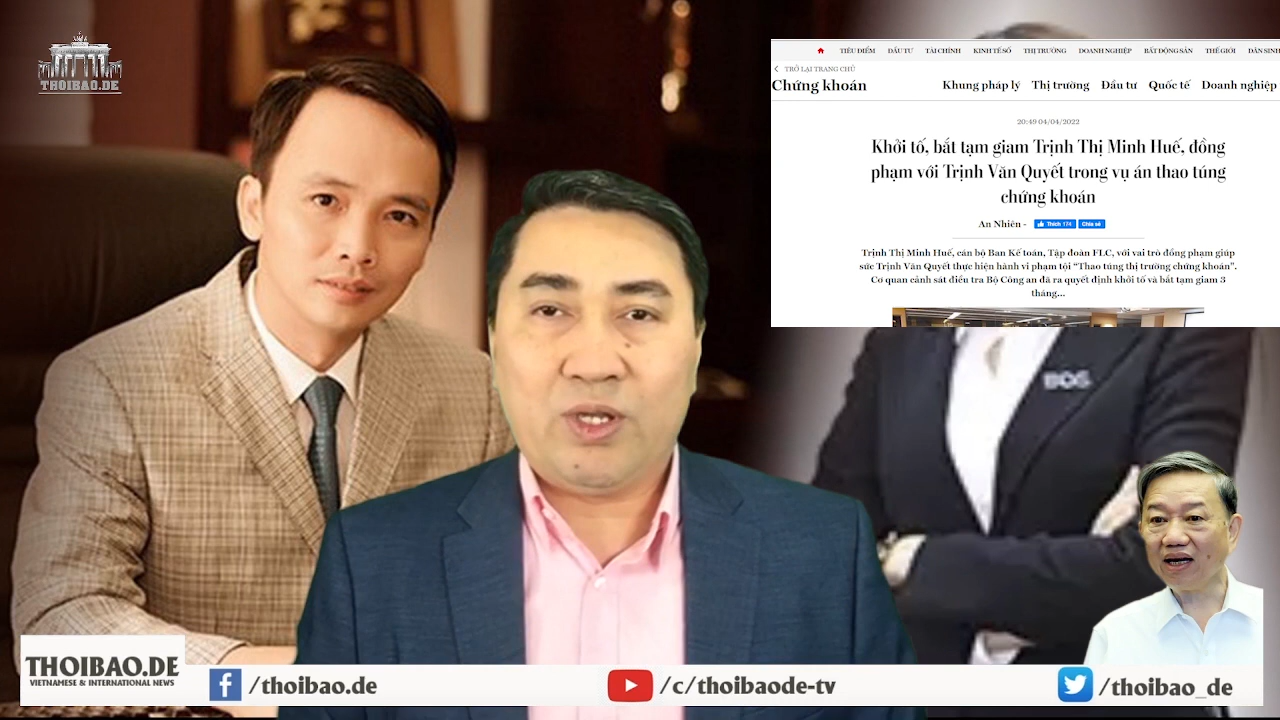 THOIBAO.DE
TIÊU ĐIỂM ĐẦU TƯ TÀI CHÍNH KINH TẾ SỐ THỊ TRƯỜNG DOANH NGHIỆP BẤT ĐỘNG SẢN THẾ GIỚI DÂN SINH
TRỞ LẠI TRANG CHỦ
Chứng khoán Khung pháp lý Thị trường Đầu tư Quốc tế Doanh nghiệp
20:49 04/04/2022
Khởi tố, bắt tạm giam Trịnh Thị Minh Huế, đồng
phạm với Trịnh Văn Quyết trong vụ án thao túng
chứng khoán
An Nhiên - Thích 174 Chia sẻ
Trịnh Thị Minh Huế, cán bộ Ban Kế toán, Tập đoàn FLC, với vai trò đồng phạm giúp
sức Trịnh Văn Quyết thực hiện hành vi phạm tội “Thao túng thị trường chứng khoán”.
Cơ quan cảnh sát điều tra Bộ Công an đã ra quyết định khởi tố và bắt tạm giam 3
tháng...
BOS
THOIBAO.DE
VIETNAMESE & INTERNATIONAL NEWS
/thoibao.de
/c/thoibaode-tv
/thoibao_de